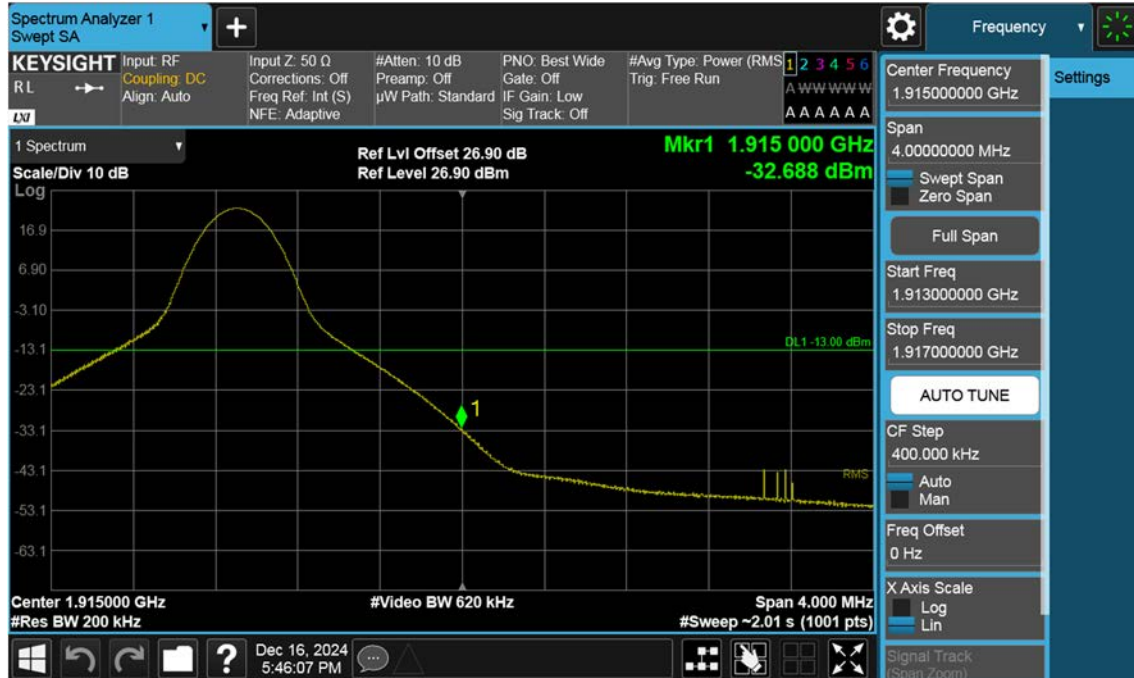 Spectrum Analyzer 1
Swept SA
Frequency
KEYSIGHT
R L
LXI
Input: RF
Coupling: DC
Align: Auto
Input Z: 50 Ω
Corrections: Off
Freq Ref: Int (S)
NFE: Adaptive
#Atten: 10 dB
Preamp: Off
µW Path: Standard
PNO: Best Wide
Gate: Off
IF Gain: Low
Sig Track: Off
#Avg Type: Power (RMS
Trig: Free Run
1 2 3 4 5 6
A W W W W W
A A A A A A
1 Spectrum
Scale/Div 10 dB
Log
Ref Lvl Offset 26.90 dB
Ref Level 26.90 dBm
Mkr1 1.915 000 GHz
-32.688 dBm
16.9
6.90
-3.10
-13.1
-23.1
-33.1
-43.1
-53.1
-63.1
DL1 -13.00 dBm
1
RMS
Center 1.915000 GHz
#Res BW 200 kHz
#Video BW 620 kHz
Span 4.000 MHz
#Sweep ~2.01 s (1001 pts)
Dec 16, 2024
5:46:07 PM
Center Frequency
1.915000000 GHz
Settings
Span
4.00000000 MHz
Swept Span
Zero Span
Full Span
Start Freq
1.913000000 GHz
Stop Freq
1.917000000 GHz
AUTO TUNE
CF Step
400.000 kHz
Auto
Man
Freq Offset
0 Hz
X Axis Scale
Log
Lin
Signal Track
(Span Zoom)